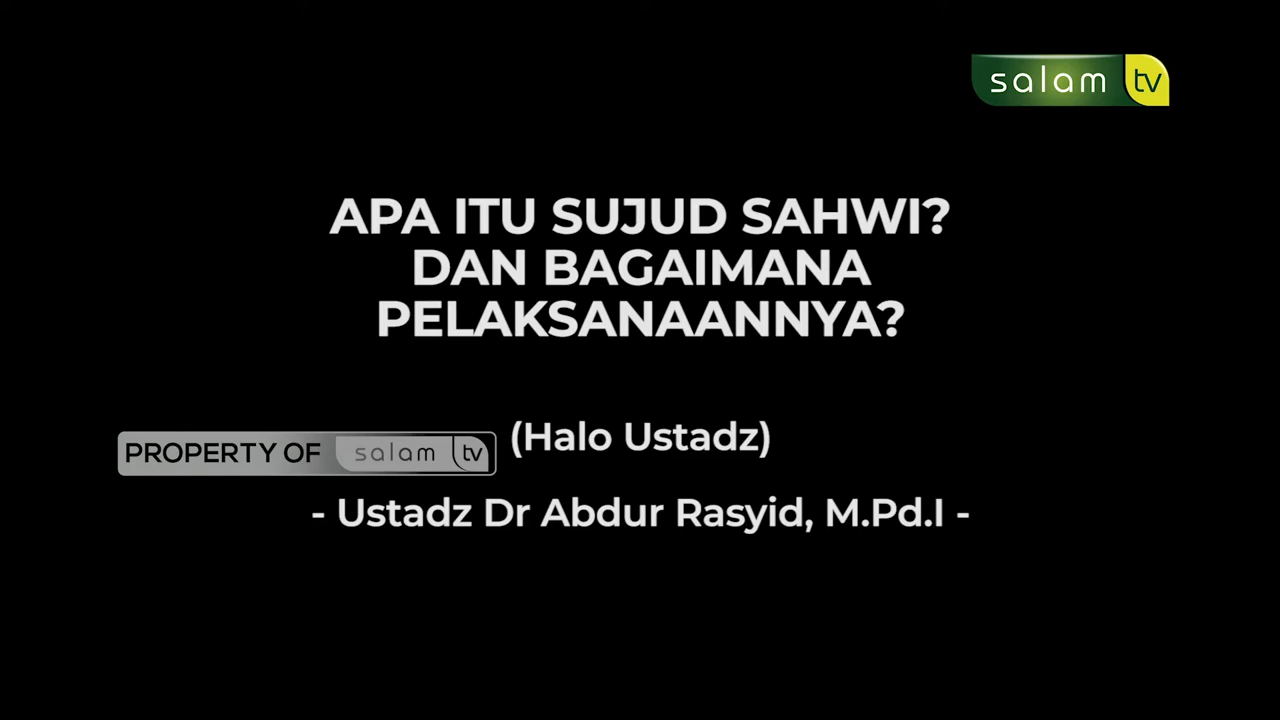 salam tv
APA ITU SUJUD SAHWI?
DAN BAGAIMANA
PELAKSANAANNYA?
(Halo Ustadz)
PROPERTY OF salam tv
- Ustadz Dr Abdur Rasyid, M.Pd.I -